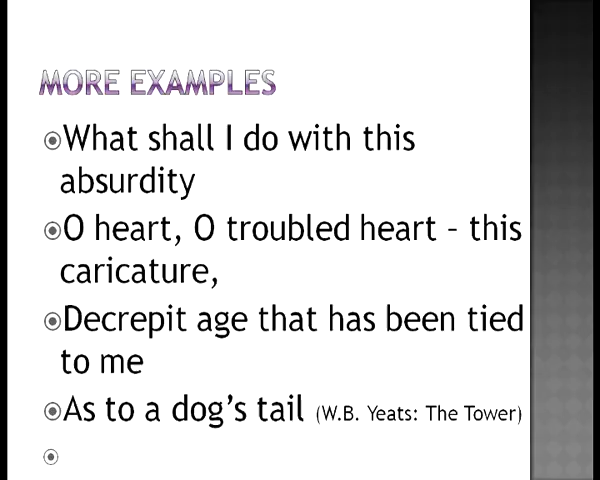 MORE EXAMPLES
What shall I do with this
absurdity
O heart, O troubled heart – this
caricature,
Decrepit age that has been tied
to me
As to a dog's tail (W.B. Yeats: The Tower)